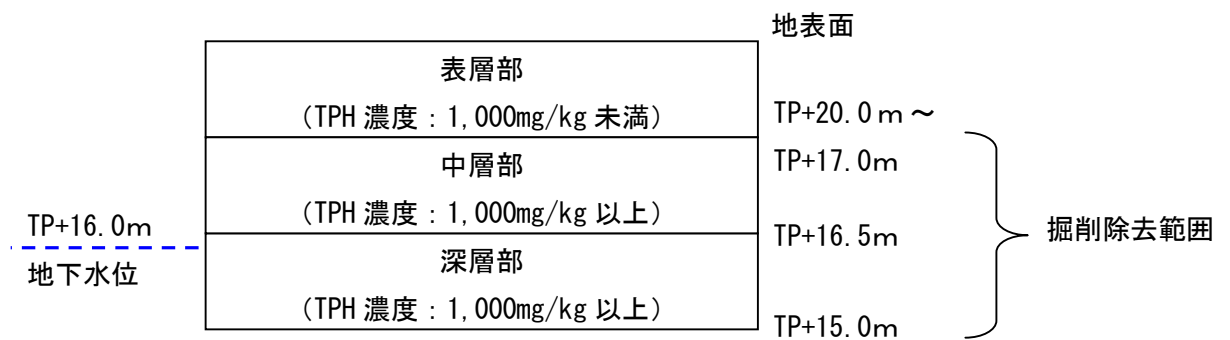 地表面
表層部
（TPH 濃度：1,000mg/kg 未満）
TP+20.0ｍ～
中層部
TP+17.0ｍ
（TPH 濃度：1,000mg/kg 以上）
TP+16.0ｍ
TP+16.5ｍ
掘削除去範囲
地下水位
深層部
（TPH 濃度：1,000mg/kg 以上）
TP+15.0ｍ